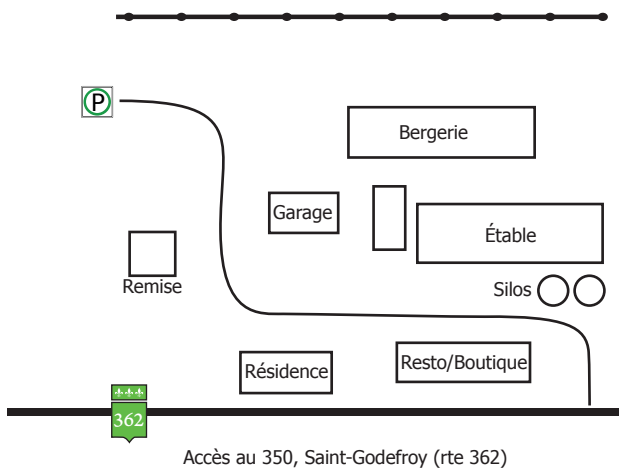 P
Bergerie
Garage
Étable
Remise
Silos
Résidence
Resto/Boutique
362
Accès au 350, Saint-Godefroy (rte 362)